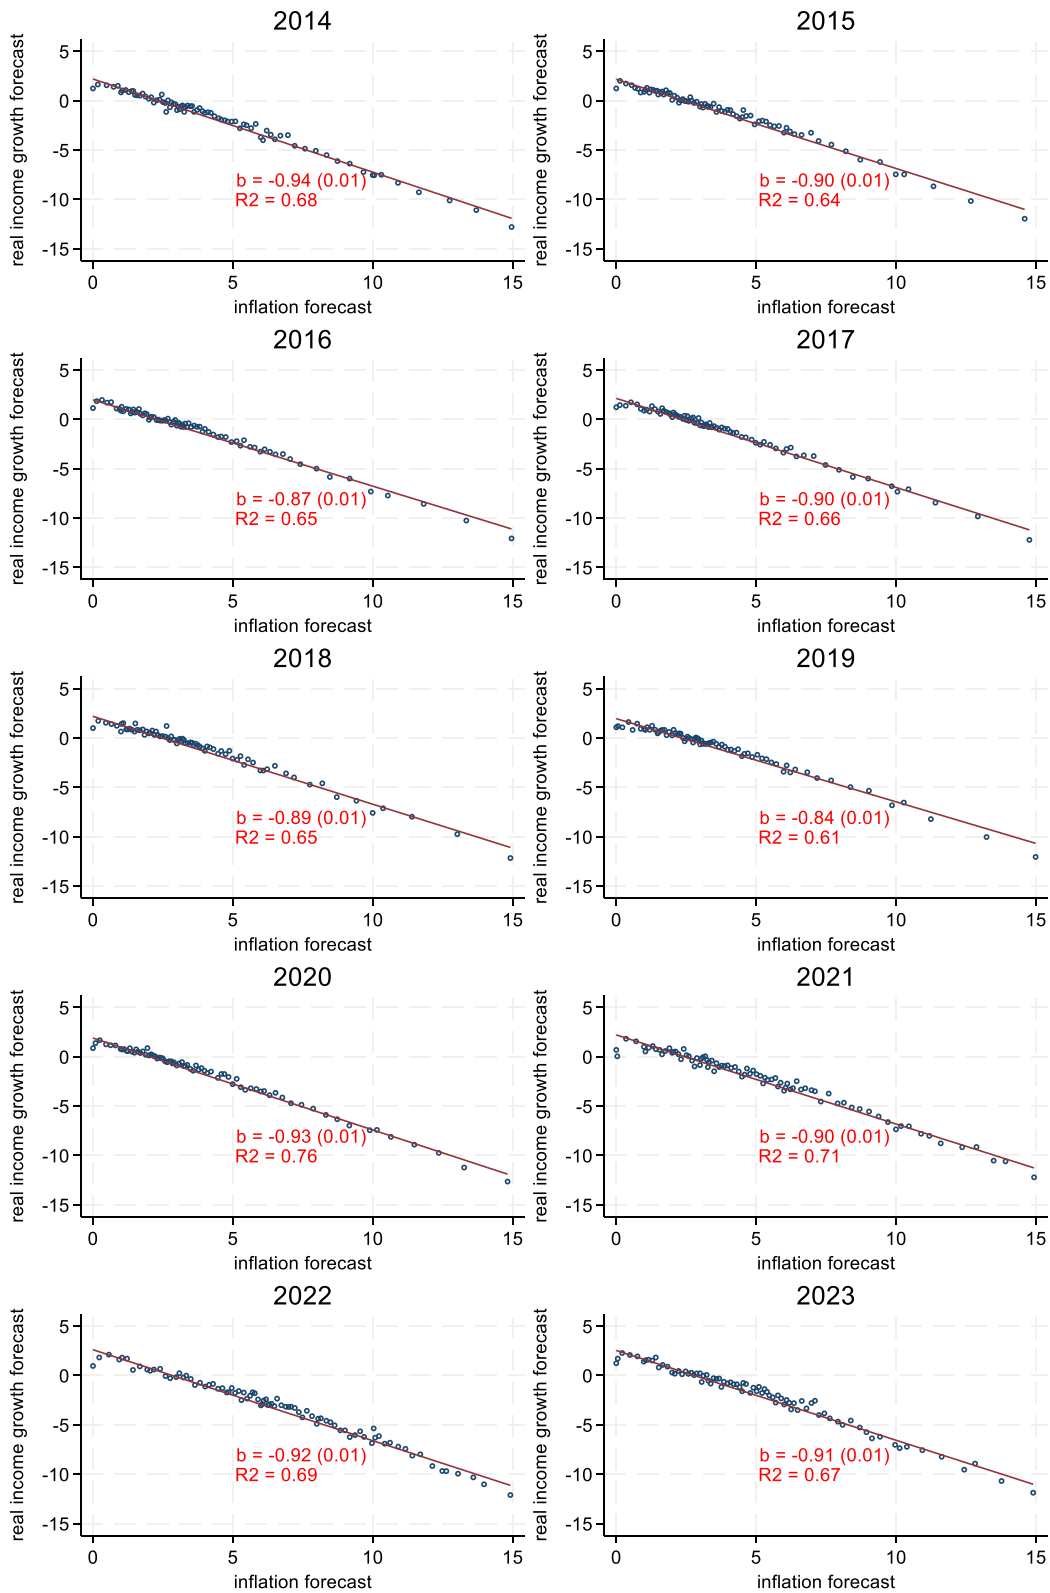 2014
real income growth forecast
5
0
-5
-10
-15
b = -0.94 (0.01)
R2 = 0.68
0 5 10 15
inflation forecast
2015
real income growth forecast
5
0
-5
-10
-15
b = -0.90 (0.01)
R2 = 0.64
0 5 10 15
inflation forecast
2016
real income growth forecast
5
0
-5
-10
-15
b = -0.87 (0.01)
R2 = 0.65
0 5 10 15
inflation forecast
2017
real income growth forecast
5
0
-5
-10
-15
b = -0.90 (0.01)
R2 = 0.66
0 5 10 15
inflation forecast
2018
real income growth forecast
5
0
-5
-10
-15
b = -0.89 (0.01)
R2 = 0.65
0 5 10 15
inflation forecast
2019
real income growth forecast
5
0
-5
-10
-15
b = -0.84 (0.01)
R2 = 0.61
0 5 10 15
inflation forecast
2020
real income growth forecast
5
0
-5
-10
-15
b = -0.93 (0.01)
R2 = 0.76
0 5 10 15
inflation forecast
2021
real income growth forecast
5
0
-5
-10
-15
b = -0.90 (0.01)
R2 = 0.71
0 5 10 15
inflation forecast
2022
real income growth forecast
5
0
-5
-10
-15
b = -0.92 (0.01)
R2 = 0.69
0 5 10 15
inflation forecast
2023
real income growth forecast
5
0
-5
-10
-15
b = -0.91 (0.01)
R2 = 0.67
0 5 10 15
inflation forecast